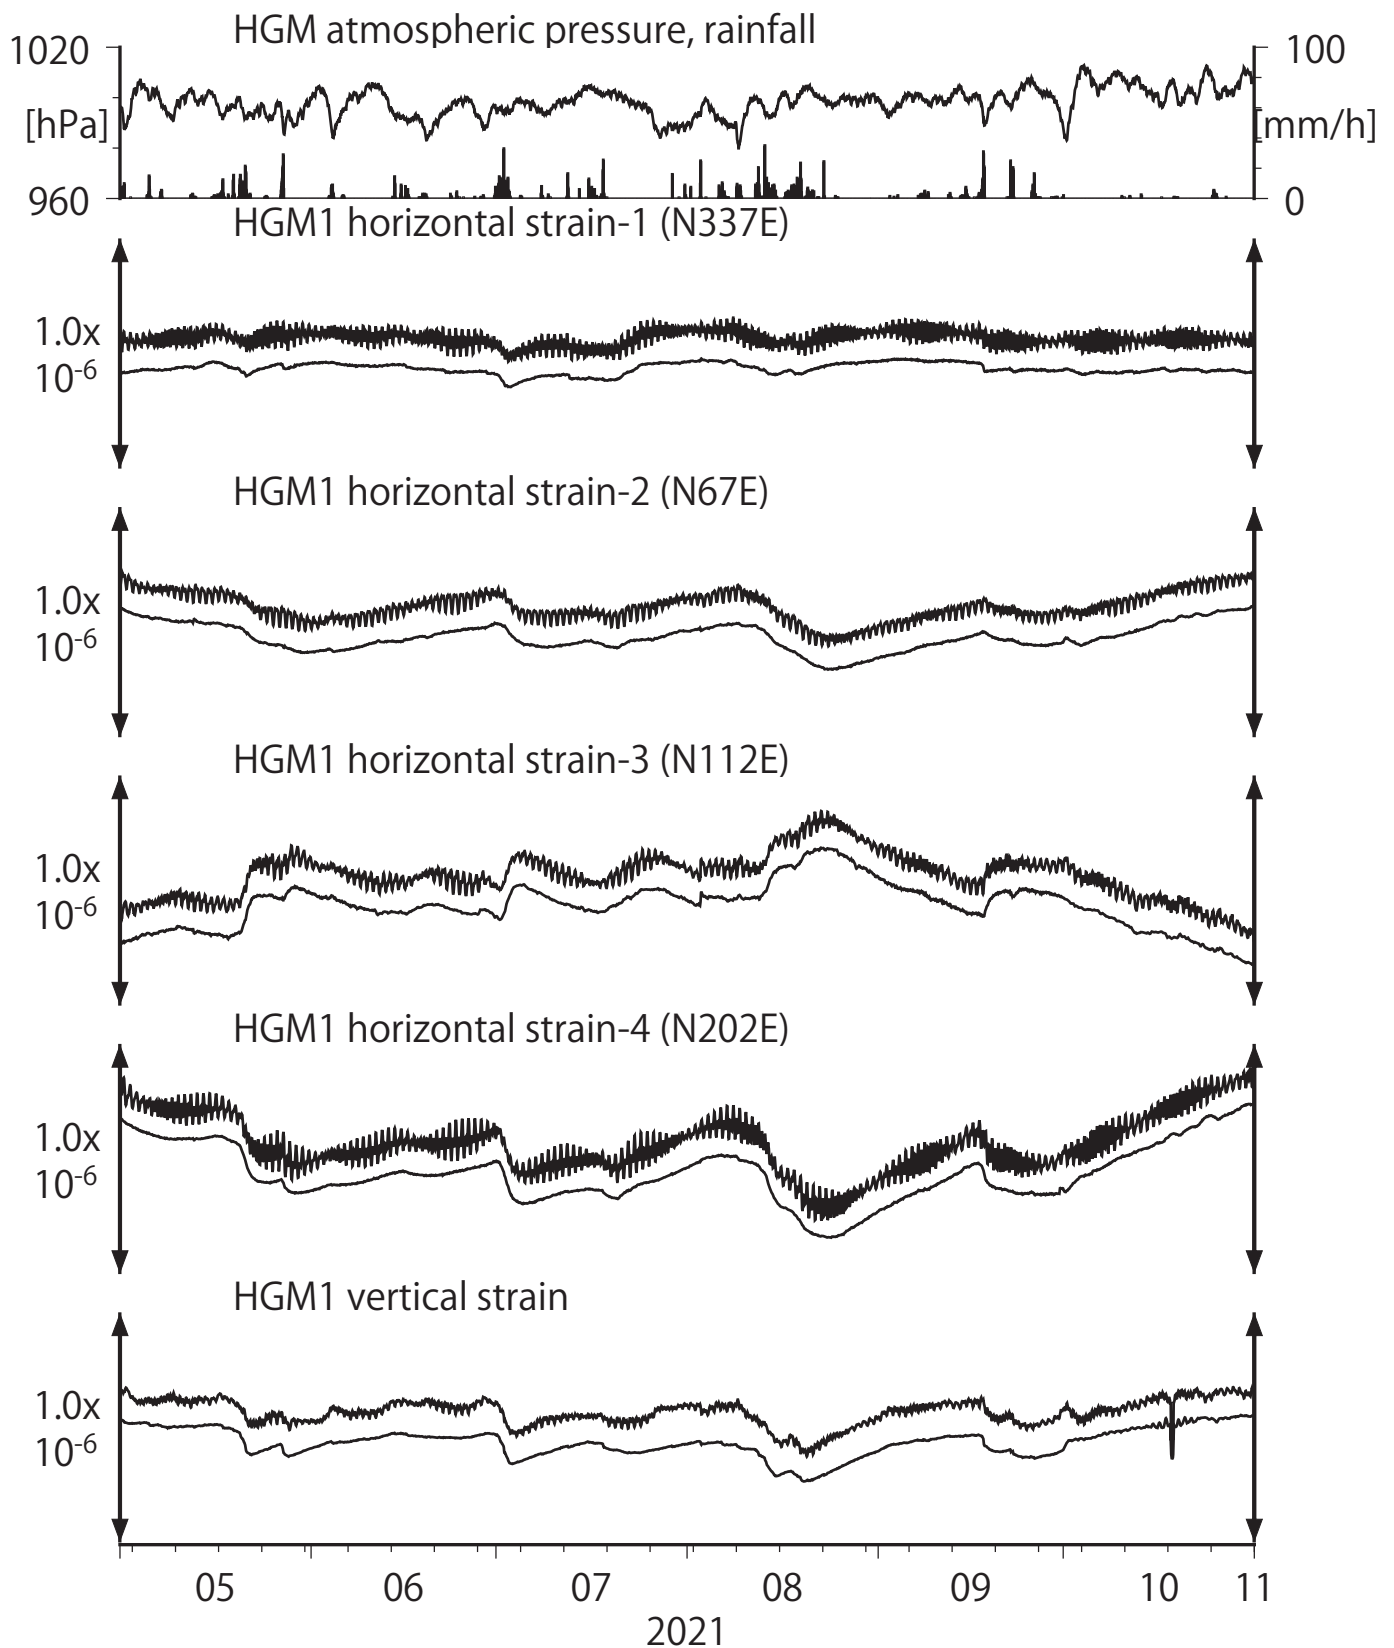 HGM atmospheric pressure, rainfall
1020
100
[hPa]
[mm/h]
960
0
HGM1 horizontal strain-1 (N337E)
1.0x
10-6
HGM1 horizontal strain-2 (N67E)
1.0x
10-6
HGM1 horizontal strain-3 (N112E)
1.0x
10-6
HGM1 horizontal strain-4 (N202E)
1.0x
10-6
HGM1 vertical strain
1.0x
10-6
05 06 07 08 09 10 11
2021